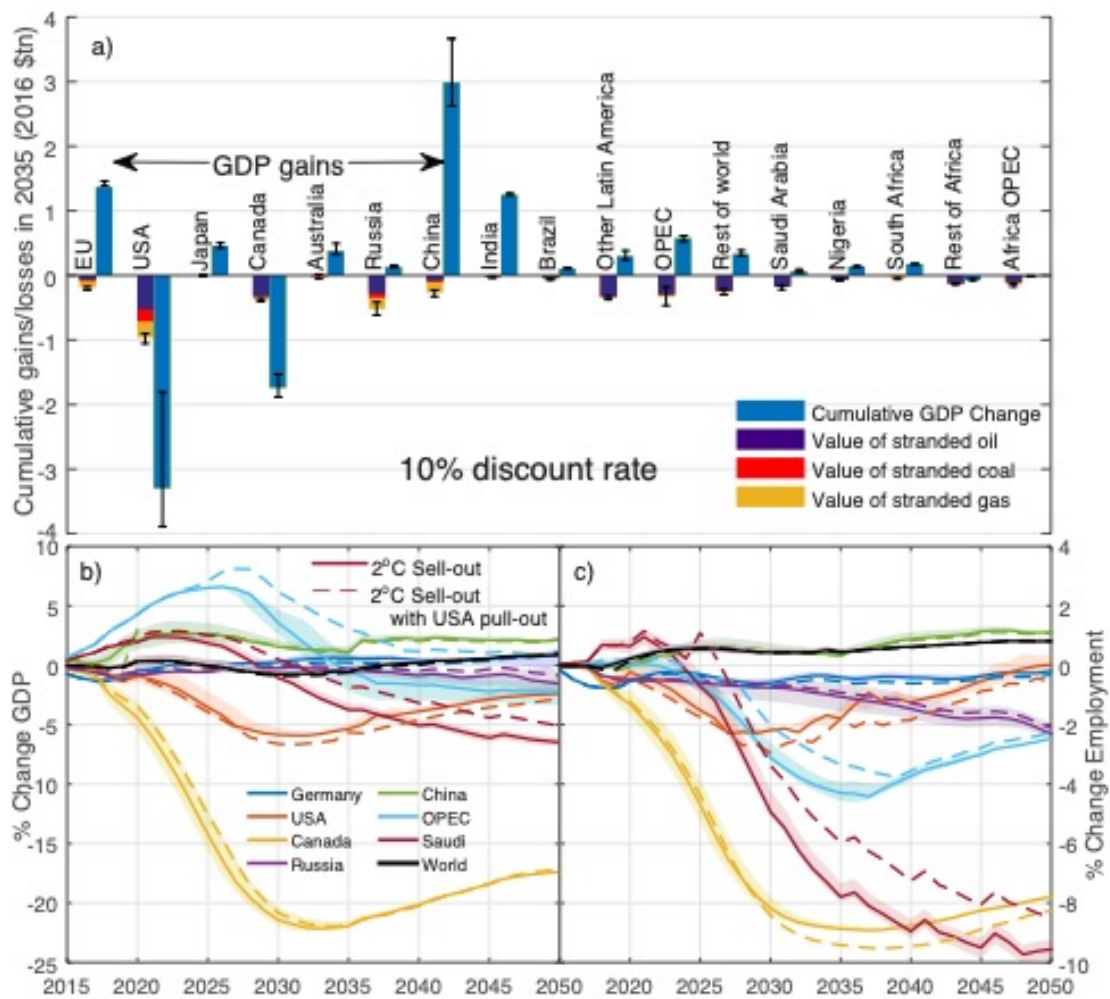 a)
Cumulative gains/losses in 2035 (2016 $tn)
4
3
2
1
0
-1
-2
-3
-4
GDP gains
EU
USA
Japan
Canada
Australia
Russia
China
India
Brazil
Other Latin America
OPEC
Rest of world
Saudi Arabia
Nigeria
South Africa
Rest of Africa
Africa OPEC
10% discount rate
Cumulative GDP Change
Value of stranded oil
Value of stranded coal
Value of stranded gas
b)
% Change GDP
10
5
0
-5
-10
-15
-20
-25
2°C Sell-out
2°C Sell-out
with USA pull-out
Germany
USA
Canada
Russia
China
OPEC
Saudi
World
2015 2020 2025 2030 2035 2040 2045 2050
c)
% Change Employment
4
2
0
-2
-4
-6
-8
-10
2020 2025 2030 2035 2040 2045 2050